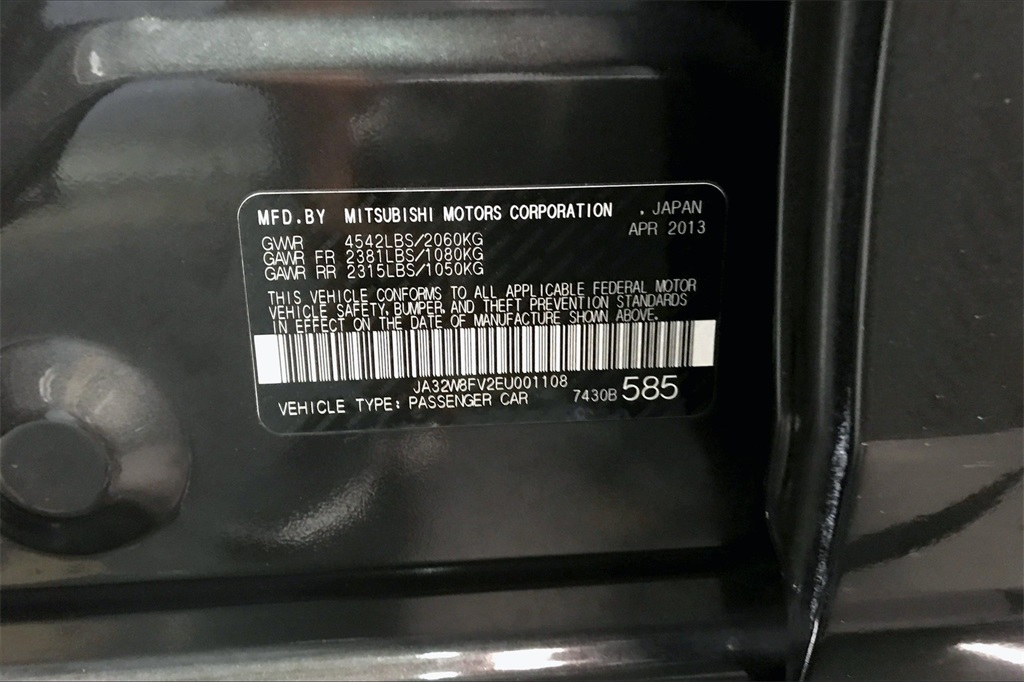 MFD.BY MITSUBISHI MOTORS CORPORATION , JAPAN
APR 2013
GVWR 4542LBS/2060KG
GAWR FR 2381LBS/1080KG
GAWR RR 2315LBS/1050KG
THIS VEHICLE CONFORMS TO ALL APPLICABLE FEDERAL MOTOR
VEHICLE SAFETY, BUMPER, AND THEFT PREVENTION STANDARDS
IN EFFECT ON THE DATE OF MANUFACTURE SHOWN ABOVE.
JA32W8FV2EU001108
VEHICLE TYPE: PASSENGER CAR 7430B 585